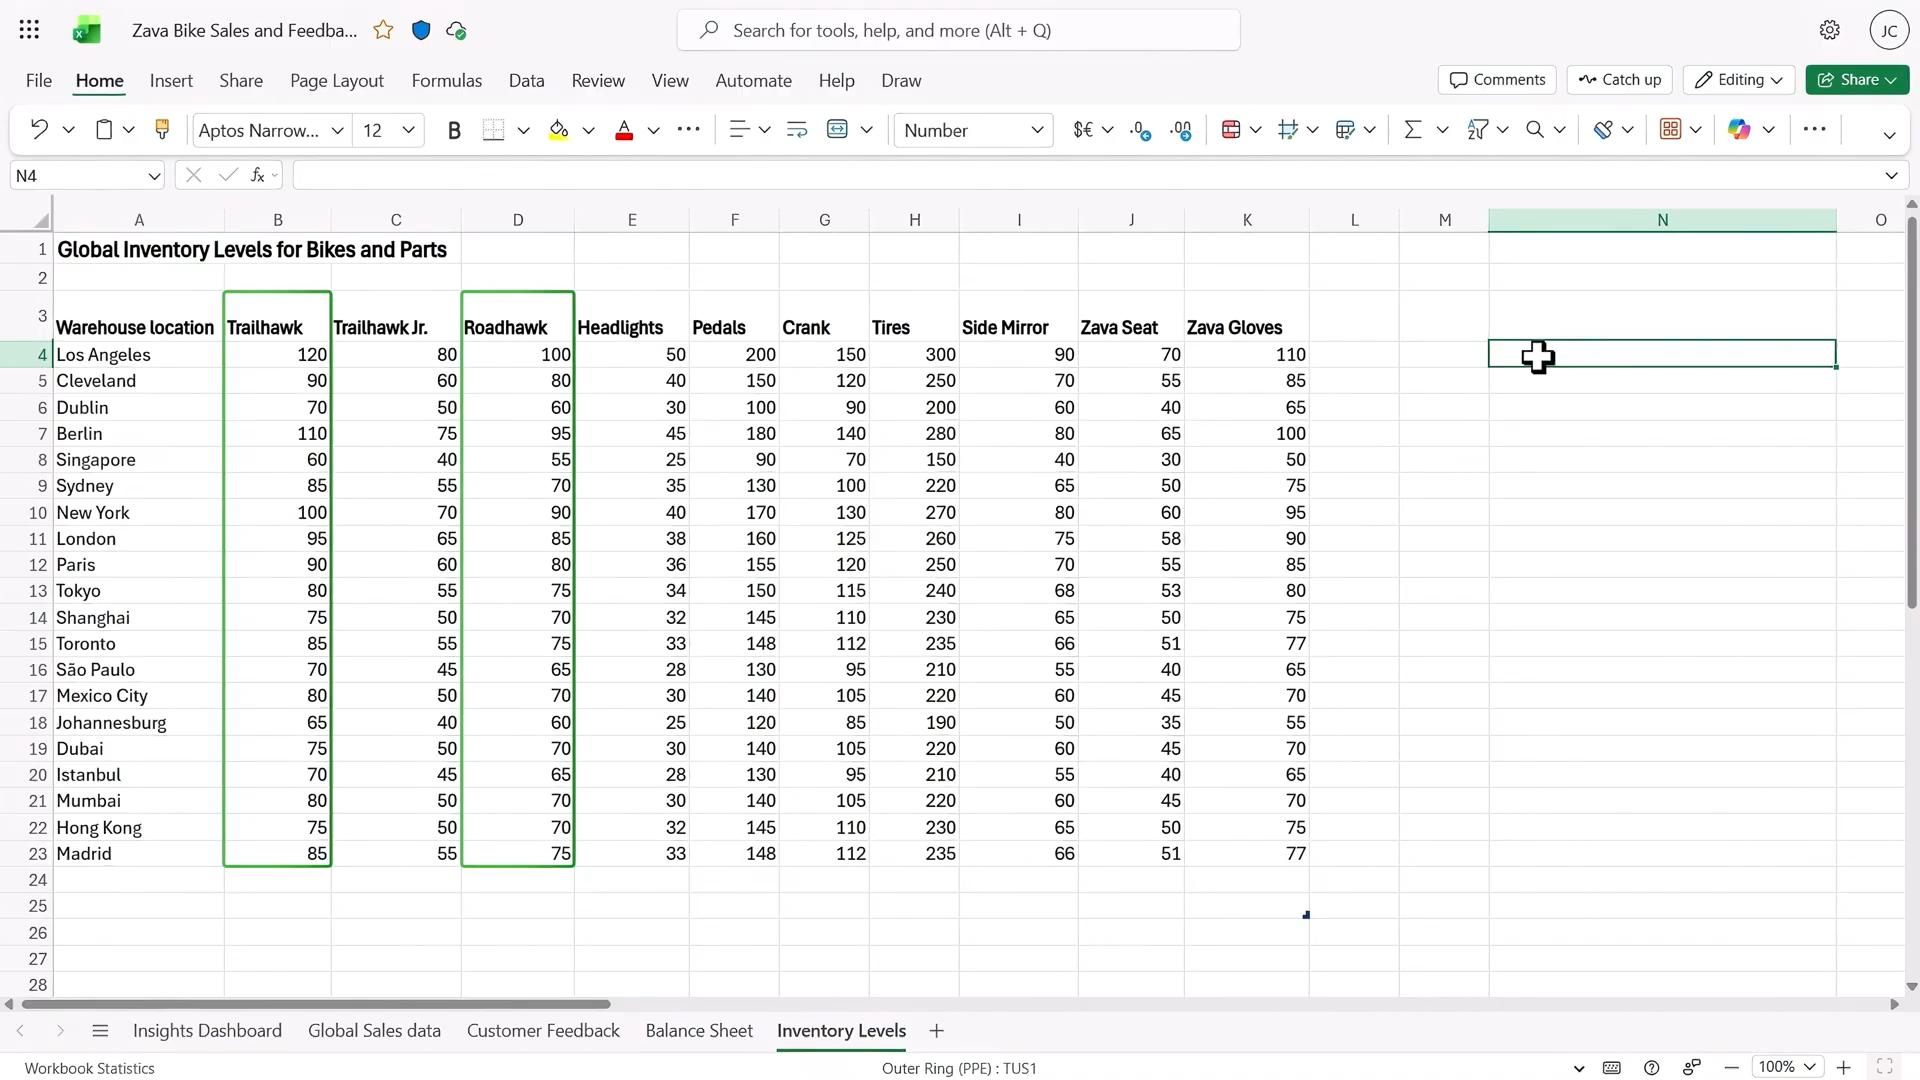 Zava Bike Sales and Feedba...
Search for tools, help, and more (Alt + Q)
JC
File Home Insert Share Page Layout Formulas Data Review View Automate Help Draw
Comments Catch up Editing Share
Aptos Narrow... 12 B A Number $€ .0 .00
N4 fx
A B C D E F G H I J K L M N O
1 Global Inventory Levels for Bikes and Parts
2
3 Warehouse location Trailhawk Trailhawk Jr. Roadhawk Headlights Pedals Crank Tires Side Mirror Zava Seat Zava Gloves
4 Los Angeles 120 80 100 50 200 150 300 90 70 110
5 Cleveland 90 60 80 40 150 120 250 70 55 85
6 Dublin 70 50 60 30 100 90 200 60 40 65
7 Berlin 110 75 95 45 180 140 280 80 65 100
8 Singapore 60 40 55 25 90 70 150 40 30 50
9 Sydney 85 55 70 35 130 100 220 65 50 75
10 New York 100 70 90 40 170 130 270 80 60 95
11 London 95 65 85 38 160 125 260 75 58 90
12 Paris 90 60 80 36 155 120 250 70 55 85
13 Tokyo 80 55 75 34 150 115 240 68 53 80
14 Shanghai 75 50 70 32 145 110 230 65 50 75
15 Toronto 85 55 75 33 148 112 235 66 51 77
16 São Paulo 70 45 65 28 130 95 210 55 40 65
17 Mexico City 80 50 70 30 140 105 220 60 45 70
18 Johannesburg 65 40 60 25 120 85 190 50 35 55
19 Dubai 75 50 70 30 140 105 220 60 45 70
20 Istanbul 70 45 65 28 130 95 210 55 40 65
21 Mumbai 80 50 70 30 140 105 220 60 45 70
22 Hong Kong 75 50 70 32 145 110 230 65 50 75
23 Madrid 85 55 75 33 148 112 235 66 51 77
24
25
26
27
28
Insights Dashboard Global Sales data Customer Feedback Balance Sheet Inventory Levels
Workbook Statistics Outer Ring (PPE) : TUS1 100%